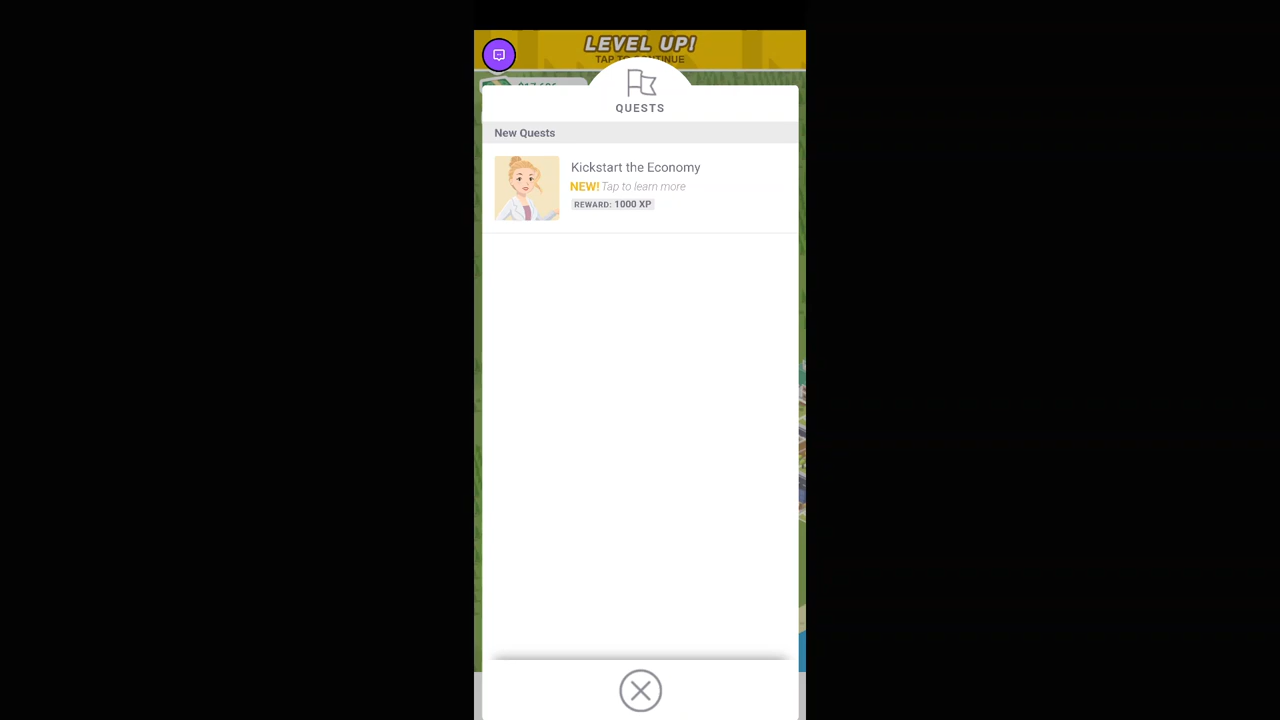 LEVEL UP!
QUESTS
New Quests
Kickstart the Economy
NEW! Tap to learn more
REWARD: 1000 XP